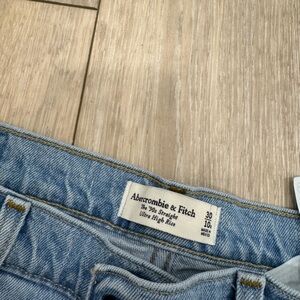 Abercrombie & Fitch
The '90s Straight
Ultra High Rise
30
10